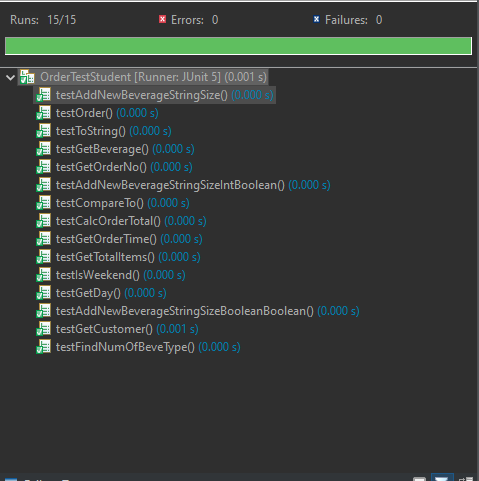 Runs: 15/15 Errors: 0 Failures: 0
OrderTestStudent [Runner: JUnit 5] (0.001 s)
testAddNewBeverageStringSize() (0.000 s)
testOrder() (0.000 s)
testToString() (0.000 s)
testGetBeverage() (0.000 s)
testGetOrderNo() (0.000 s)
testAddNewBeverageStringSizeIntBoolean() (0.000 s)
testCompareTo() (0.000 s)
testCalcOrderTotal() (0.000 s)
testGetOrderTime() (0.000 s)
testGetTotalItems() (0.000 s)
testIsWeekend() (0.000 s)
testGetDay() (0.000 s)
testAddNewBeverageStringSizeBooleanBoolean() (0.000 s)
testGetCustomer() (0.001 s)
testFindNumOfBeveType() (0.000 s)